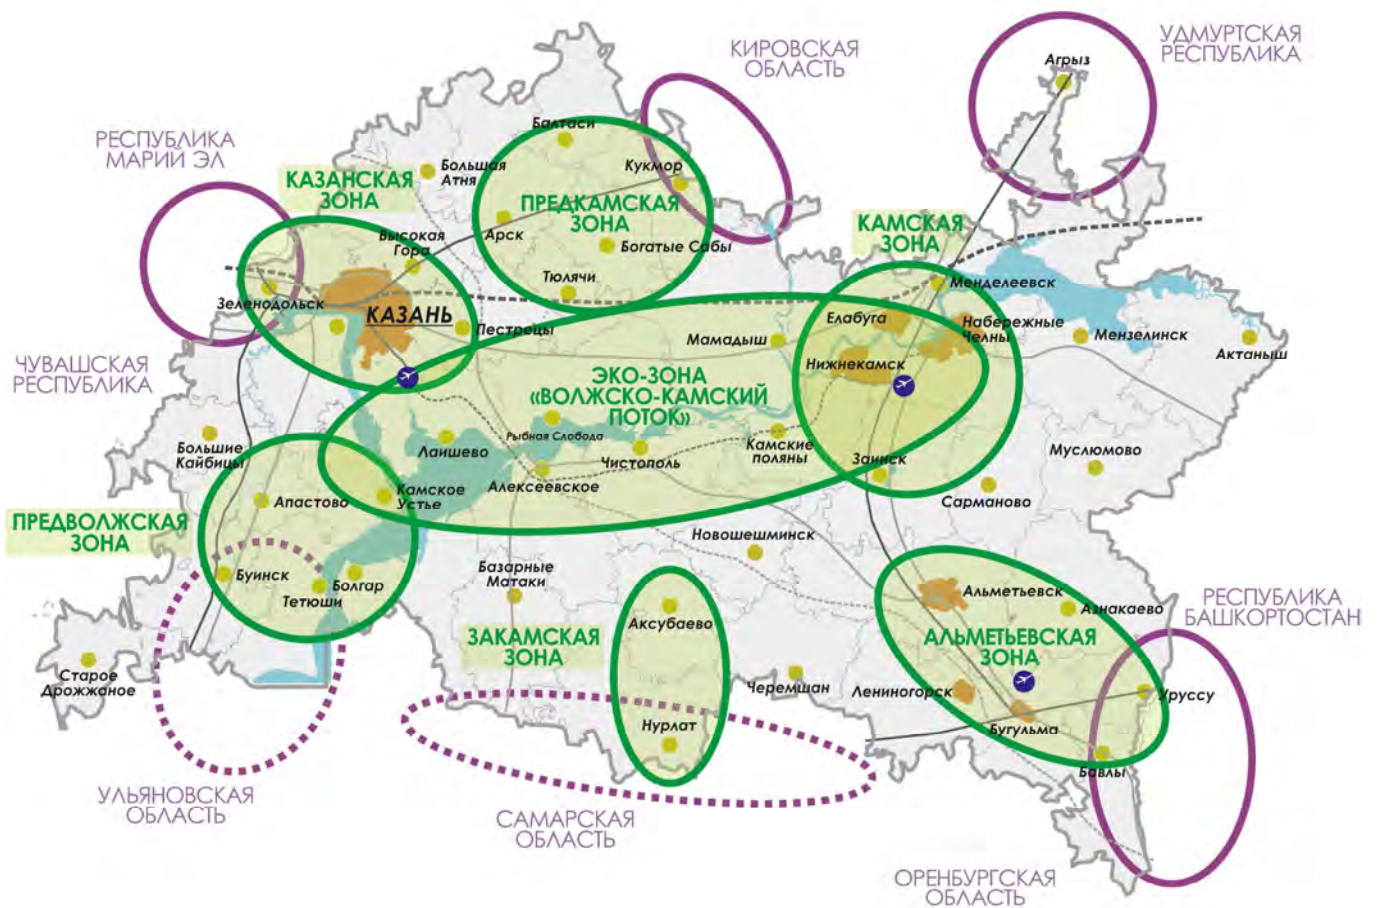 КИРОВСКАЯ
ОБЛАСТЬ
УДМУРТСКАЯ
РЕСПУБЛИКА
Агрыз
РЕСПУБЛИКА
МАРИЙ ЭЛ
Балтаси
Большая
Атня
Кукмор
КАЗАНСКАЯ
ЗОНА
ПРЕДКАМСКАЯ
ЗОНА
КАМСКАЯ
ЗОНА
Высокая
Гора
Арск
Богатые Сабы
Тюлячи
Менделеевск
Зеленодольск
КАЗАНЬ
Пестрецы
Мамадыш
Елабуга
Набережные
Челны
Мензелинск
Актаныш
ЧУВАШСКАЯ
РЕСПУБЛИКА
Нижнекамск
ЭКО-ЗОНА
«ВОЛЖСКО-КАМСКИЙ
ПОТОК»
Большие
Кайбицы
Лаишево
Рыбная Слобода
Чистополь
Камские
поляны
Заинск
Муслюмово
Алексеевское
Сарманово
Апастово
Камское
Устье
ПРЕДВОЛЖСКАЯ
ЗОНА
Новошешминск
Буинск
Болгар
Тетюши
Базарные
Матаки
Альметьевск
Азнакаево
РЕСПУБЛИКА
БАШКОРТОСТАН
Аксубаево
ЗАКАМСКАЯ
ЗОНА
АЛЬМЕТЬЕВСКАЯ
ЗОНА
Старое
Дрожжаное
Черемшан
Лениногорск
Уруссу
Нурлат
Бугульма
Бавлы
УЛЬЯНОВСКАЯ
ОБЛАСТЬ
САМАРСКАЯ
ОБЛАСТЬ
ОРЕНБУРГСКАЯ
ОБЛАСТЬ